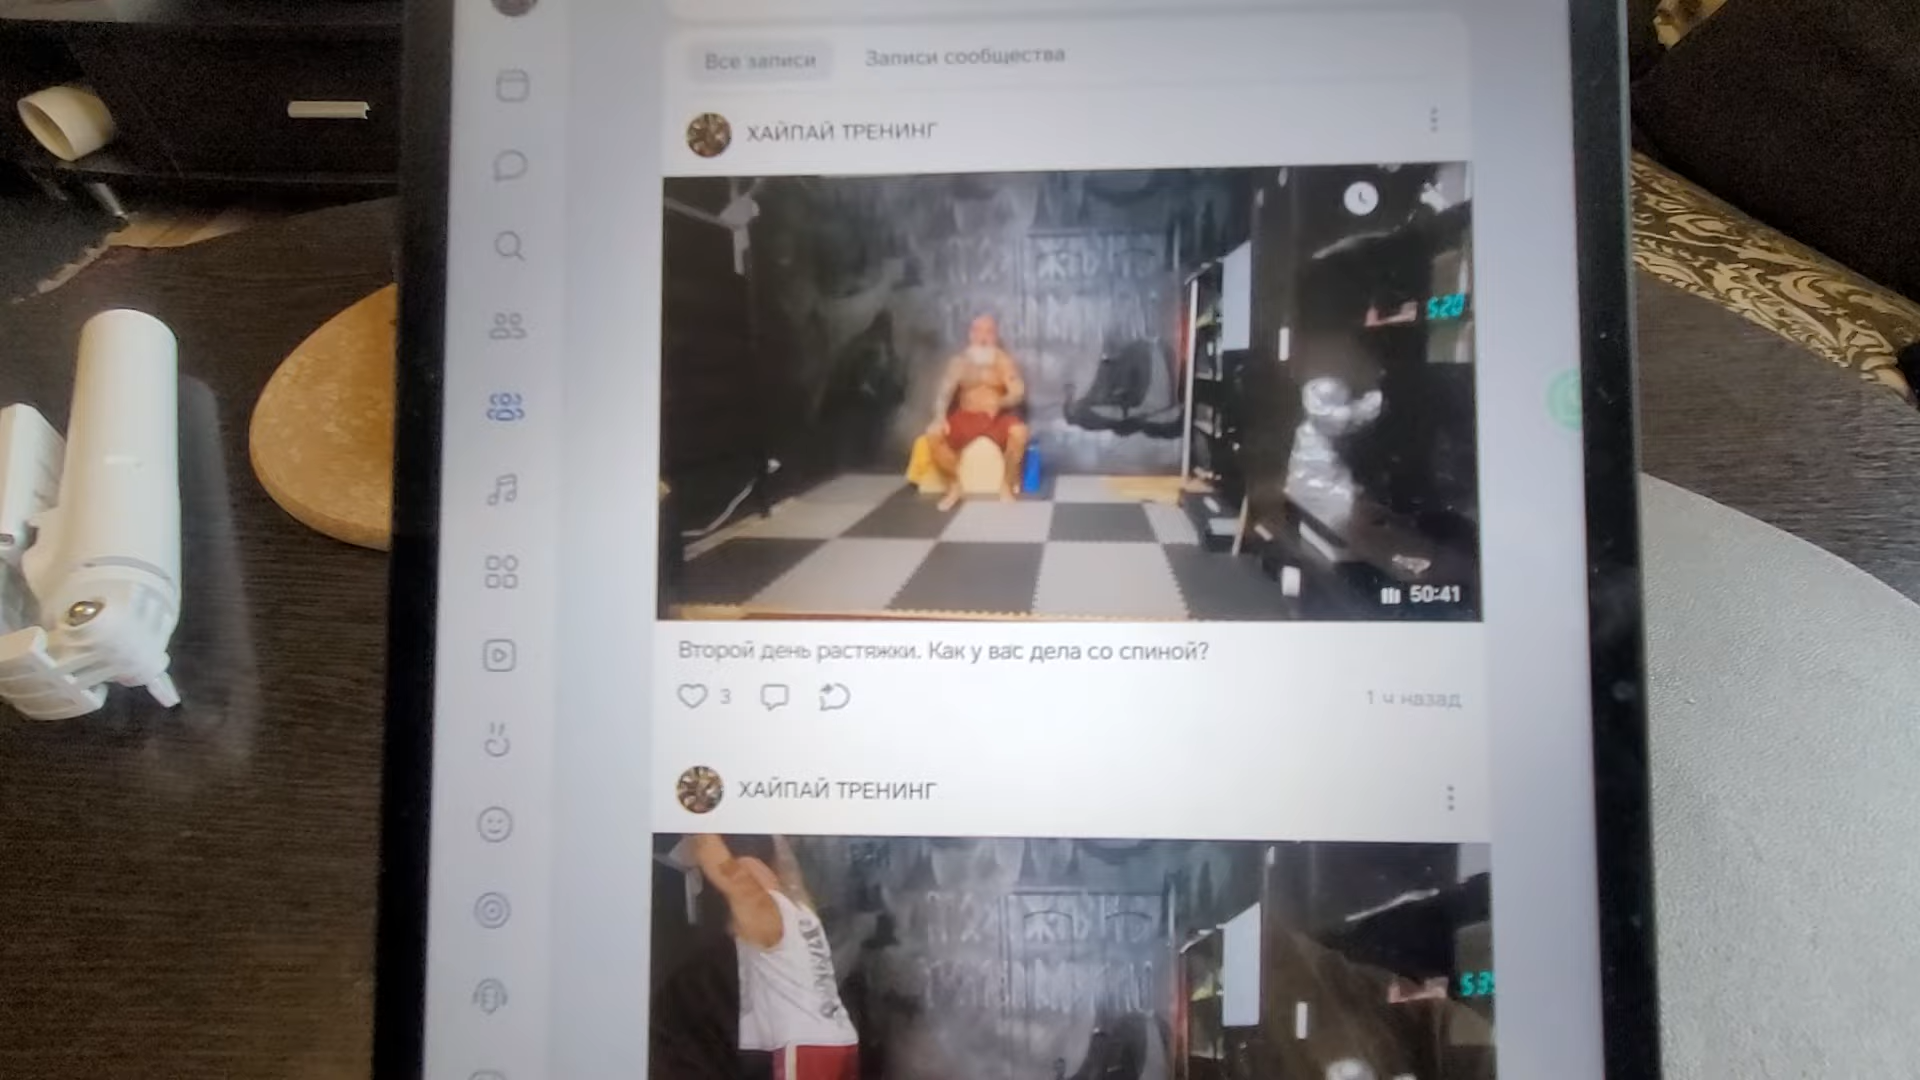 Все записи Записи сообщества
ХАЙПАЙ ТРЕНИНГ
520
50:41
Второй день растяжки. Как у вас дела со спиной?
3
1 ч назад
ХАЙПАЙ ТРЕНИНГ